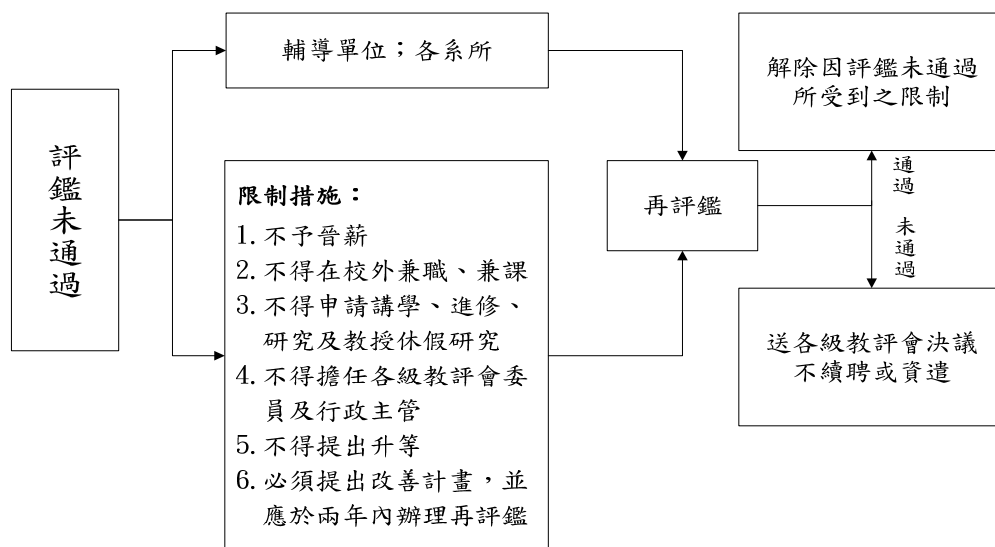 評鑑未通過
輔導單位；各系所
限制措施：
1. 不予晉薪
2. 不得在校外兼職、兼課
3. 不得申請講學、進修、
研究及教授休假研究
4. 不得擔任各級教評會委
員及行政主管
5. 不得提出升等
6. 必須提出改善計畫，並
應於兩年內辦理再評鑑
再評鑑
解除因評鑑未通過
所受到之限制
通過
未通過
送各級教評會決議
不續聘或資遣